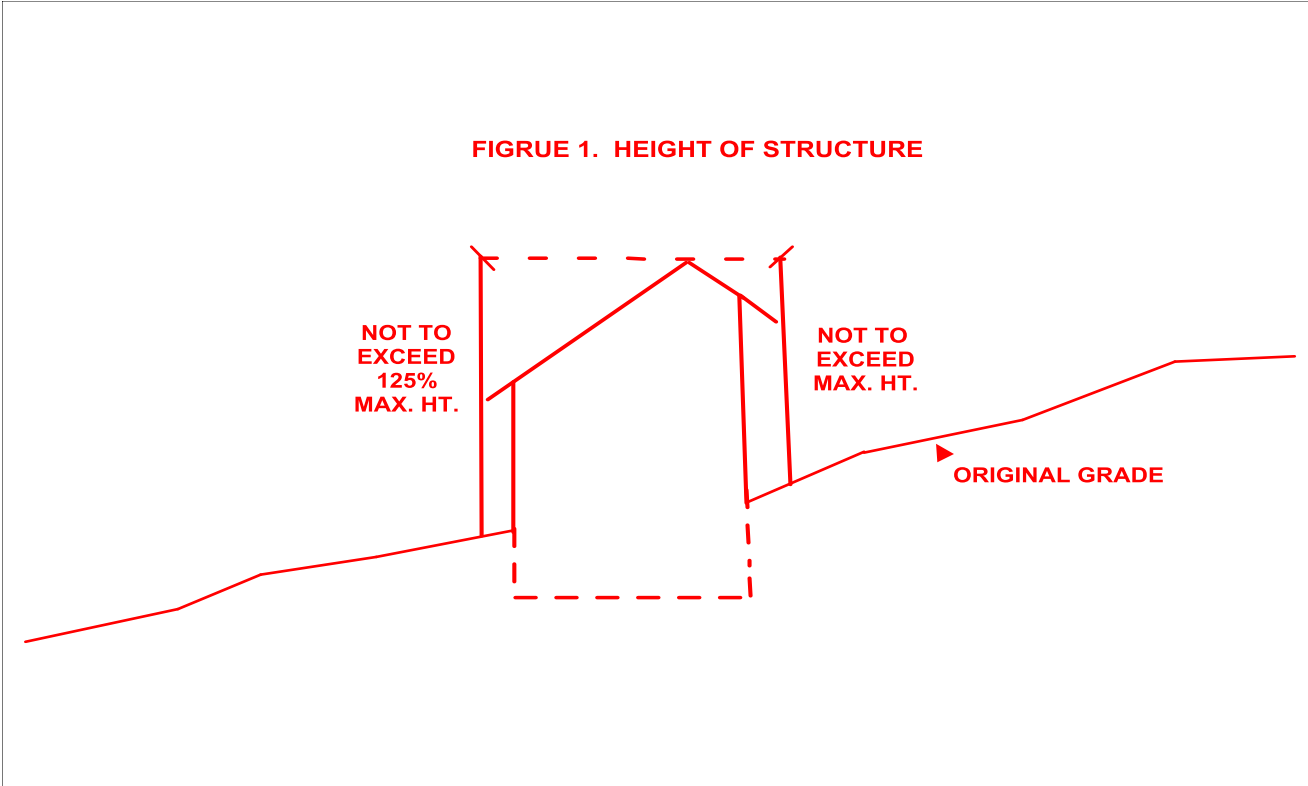 FIGRUE 1.  HEIGHT OF STRUCTURE
NOT TO
EXCEED
125%
MAX. HT.
NOT TO
EXCEED
MAX. HT.
ORIGINAL GRADE